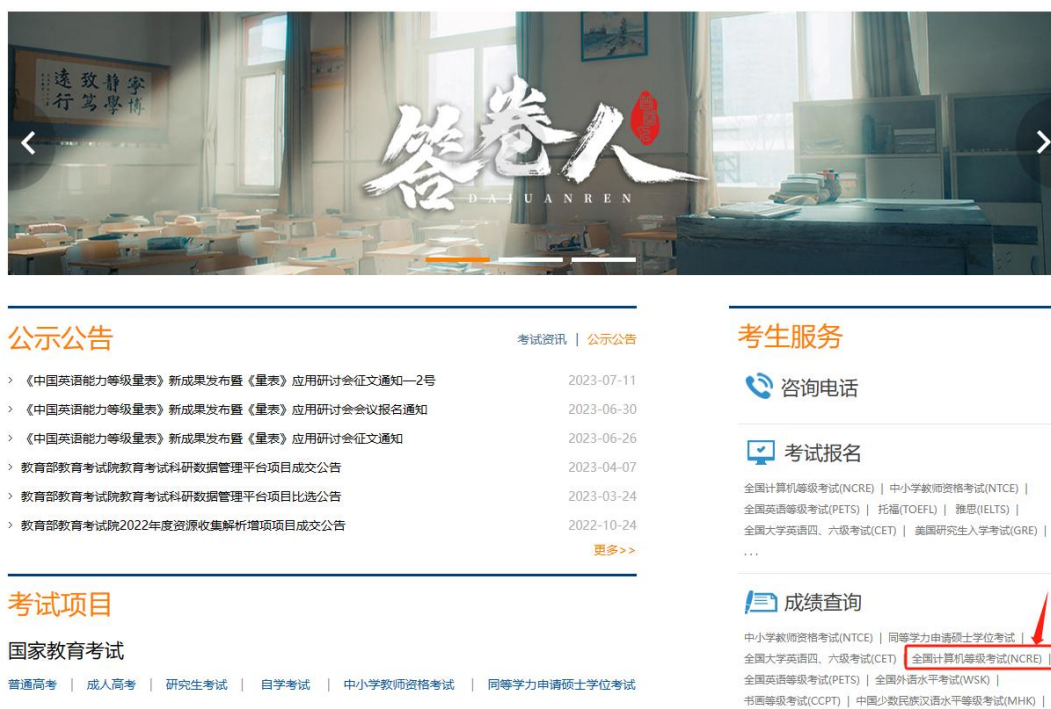 遠致靜寧
行笃學博
答卷人
DAJUANREN
公示公告
考试资讯 | 公示公告
《中国英语能力等级量表》新成果发布暨《量表》应用研讨会征文通知—2号 2023-07-11
《中国英语能力等级量表》新成果发布暨《量表》应用研讨会会议报名通知 2023-06-30
《中国英语能力等级量表》新成果发布暨《量表》应用研讨会征文通知 2023-06-26
教育部教育考试院教育考试科研数据管理平台项目成交公告 2023-04-07
教育部教育考试院教育考试科研数据管理平台项目比选公告 2023-03-24
教育部教育考试院2022年度资源收集解析增项项目成交公告 2022-10-24
更多>>
考试项目
国家教育考试
普通高考 | 成人高考 | 研究生考试 | 自学考试 | 中小学教师资格考试 | 同等学力申请硕士学位考试
考生服务
咨询电话
考试报名
全国计算机等级考试(NCRE) | 中小学教师资格考试(NTCE) |
全国英语等级考试(PETS) | 托福(TOEFL) | 雅思(IELTS) |
全国大学英语四、六级考试(CET) | 美国研究生入学考试(GRE) |
...
成绩查询
中小学教师资格考试(NTCE) | 同等学力申请硕士学位考试 |
全国大学英语四、六级考试(CET) | 全国计算机等级考试(NCRE) |
全国英语等级考试(PETS) | 全国外语水平考试(WSK) |
书画等级考试(CCPT) | 中国少数民族汉语水平等级考试(MHK) |